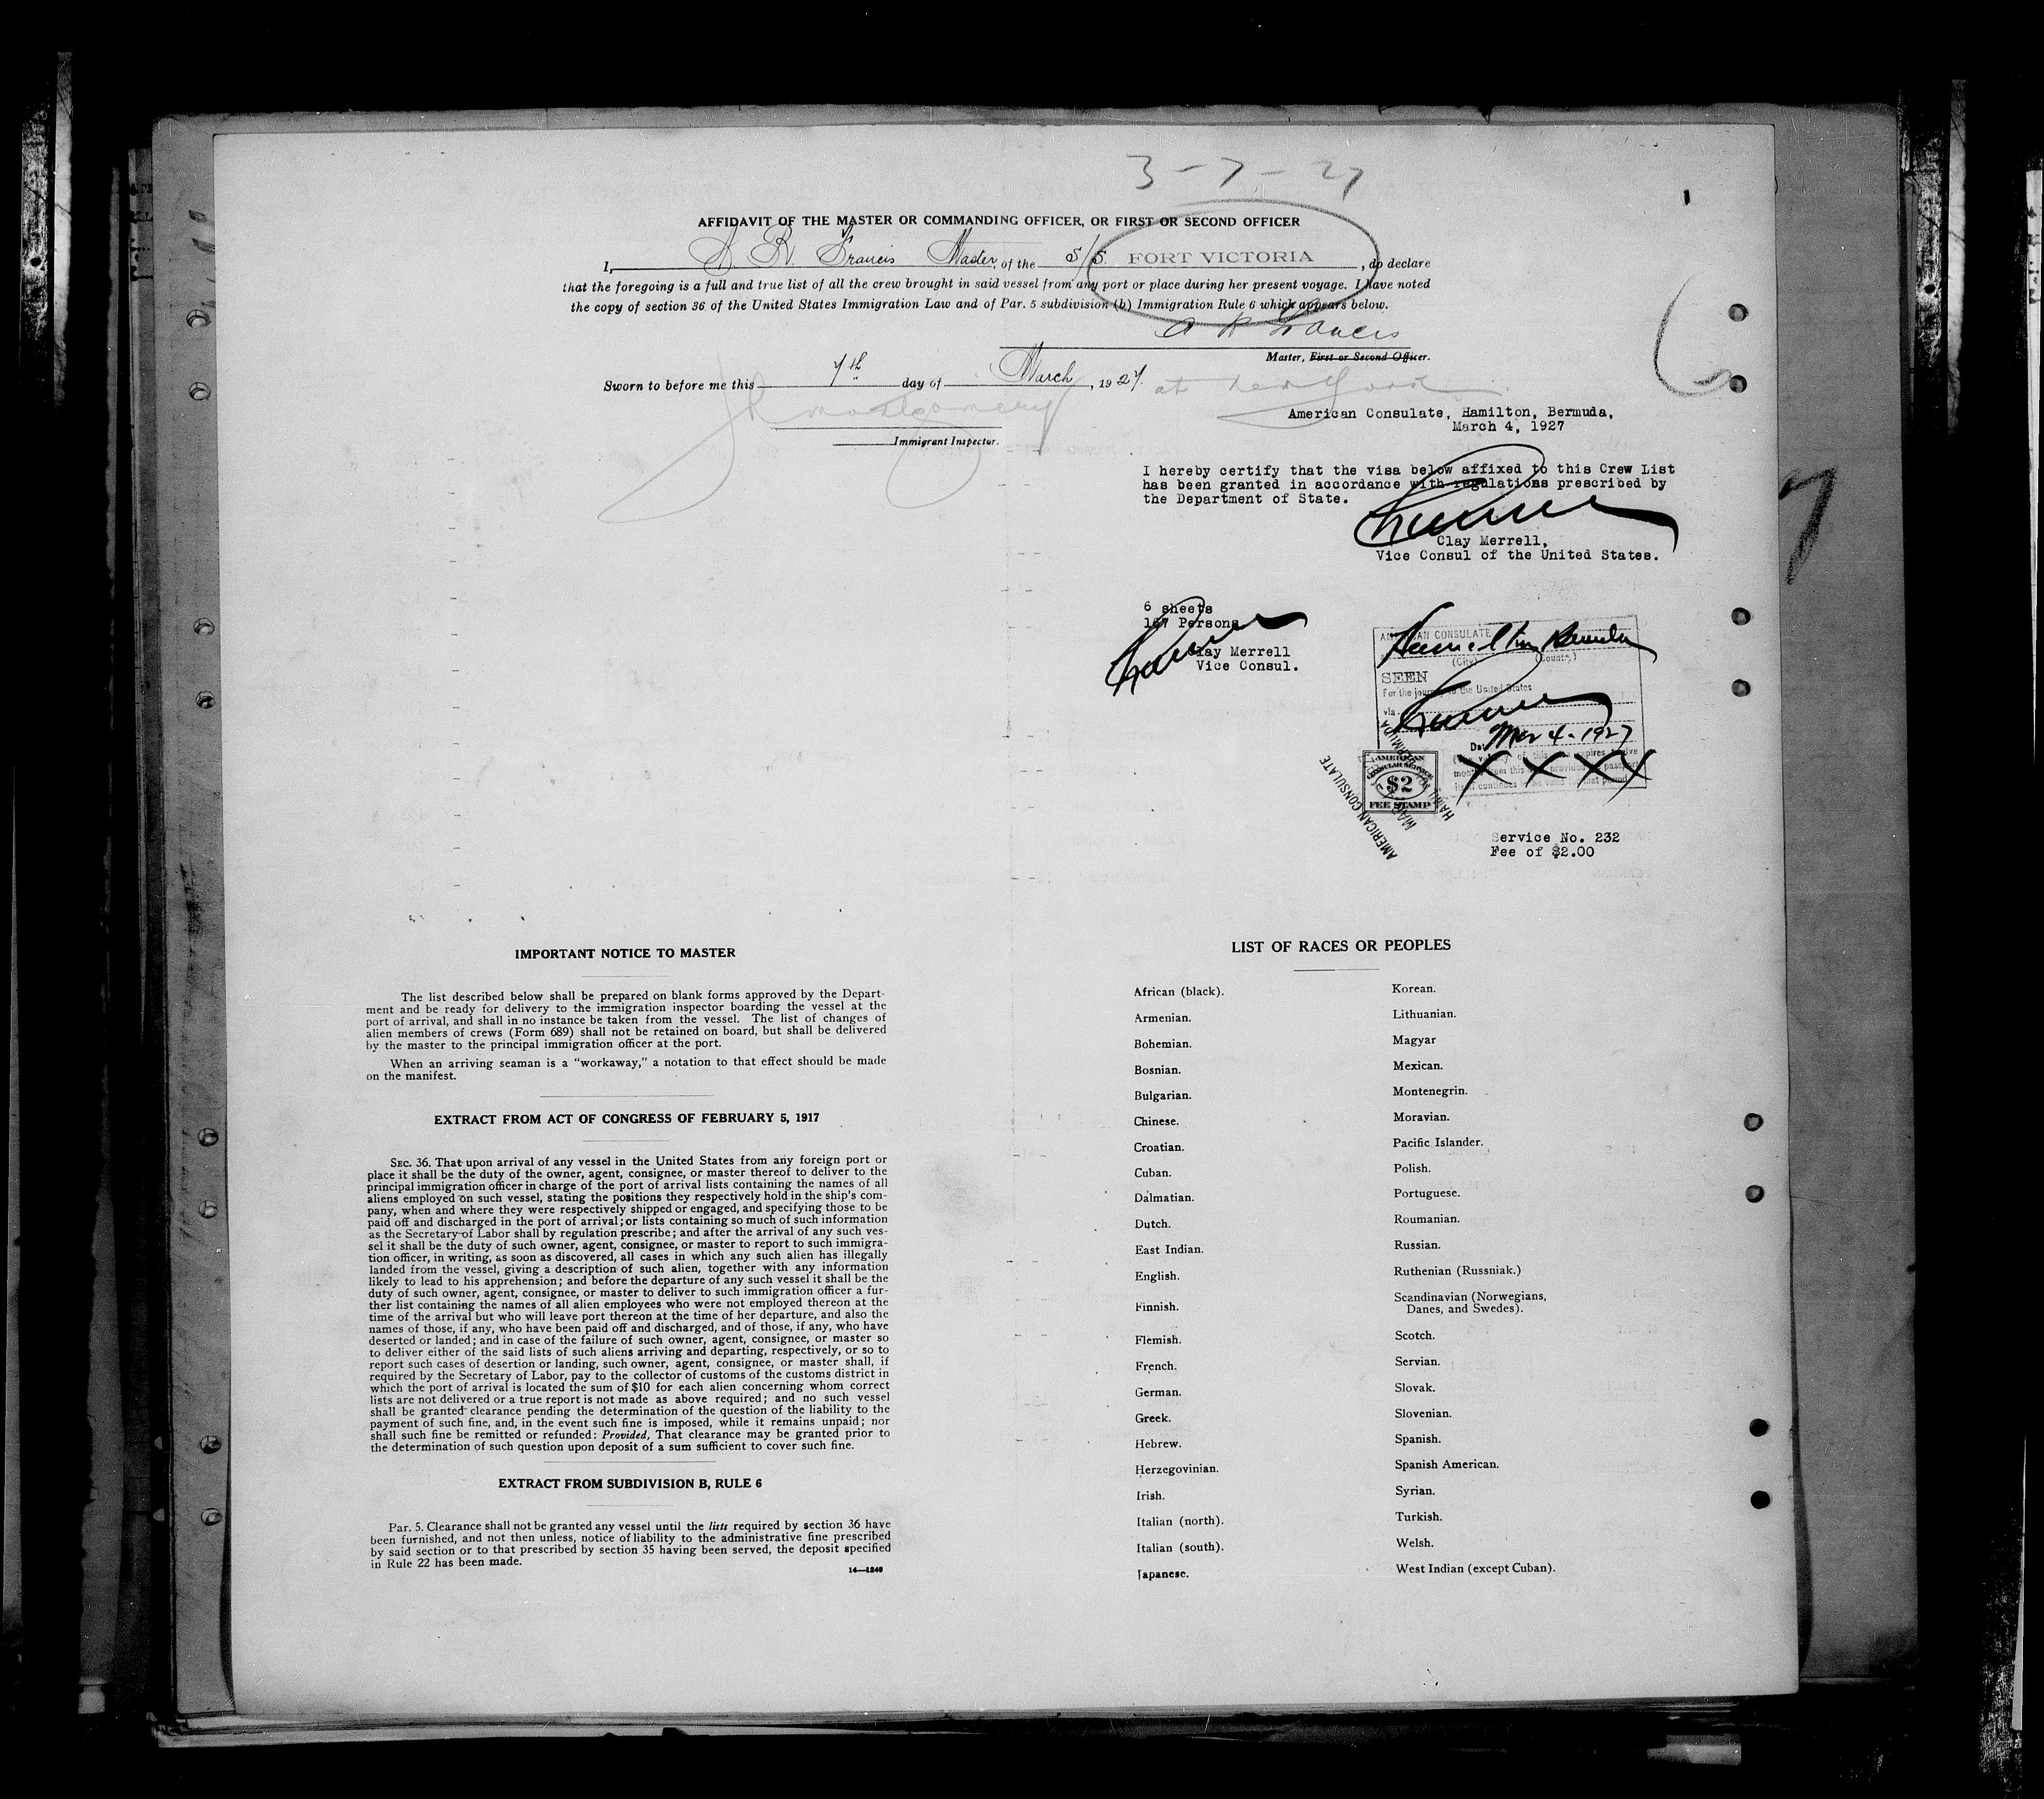 3-7-27
AFFIDAVIT OF THE MASTER OR COMMANDING OFFICER, OR FIRST OR SECOND OFFICER
I, A. R. Francis Master, of the S/S. FORT VICTORIA, do declare
that the foregoing is a full and true list of all the crew brought in said vessel from any port or place during her present voyage. I have noted
the copy of section 36 of the United States Immigration Law and of Par. 5 subdivision (b) Immigration Rule 6 which appears below.
A R Francis
Master, First or Second Officer.
Sworn to before me this 7th day of March, 1927. at New York
Montgomery
Immigrant Inspector.
American Consulate, Hamilton, Bermuda,
March 4, 1927
I hereby certify that the visa below affixed to this Crew List
has been granted in accordance with regulations prescribed by
the Department of State.
Clay Merrell,
Vice Consul of the United States.
6 sheets
167 Persons
Clay Merrell
Vice Consul.
AMERICAN CONSULATE
Hamilton Bermuda
(City) (Country)
SEEN
For the journey to the United States
via
Date Mar 4-1927
X X X X
AMERICAN
CONSULAR SERVICE
$2
FEE STAMP
AMERICAN CONSULATE
Service No. 232
Fee of $2.00
IMPORTANT NOTICE TO MASTER
The list described below shall be prepared on blank forms approved by the Depart-
ment and be ready for delivery to the immigration inspector boarding the vessel at the
port of arrival, and shall in no instance be taken from the vessel. The list of changes of
alien members of crews (Form 689) shall not be retained on board, but shall be delivered
by the master to the principal immigration officer at the port.
When an arriving seaman is a “workaway,” a notation to that effect should be made
on the manifest.
EXTRACT FROM ACT OF CONGRESS OF FEBRUARY 5, 1917
SEC. 36. That upon arrival of any vessel in the United States from any foreign port or
place it shall be the duty of the owner, agent, consignee, or master thereof to deliver to the
principal immigration officer in charge of the port of arrival lists containing the names of all
aliens employed on such vessel, stating the positions they respectively hold in the ship's com-
pany, when and where they were respectively shipped or engaged, and specifying those to be
paid off and discharged in the port of arrival; or lists containing so much of such information
as the Secretary of Labor shall by regulation prescribe; and after the arrival of any such ves-
sel it shall be the duty of such owner, agent, consignee, or master to report to such immigra-
tion officer, in writing, as soon as discovered, all cases in which any such alien has illegally
landed from the vessel, giving a description of such alien, together with any information
likely to lead to his apprehension; and before the departure of any such vessel it shall be the
duty of such owner, agent, consignee, or master to deliver to such immigration officer a fur-
ther list containing the names of all alien employees who were not employed thereon at the
time of the arrival but who will leave port thereon at the time of her departure, and also the
names of those, if any, who have been paid off and discharged, and of those, if any, who have
deserted or landed; and in case of the failure of such owner, agent, consignee, or master so
to deliver either of the said lists of such aliens arriving and departing, respectively, or so to
report such cases of desertion or landing, such owner, agent, consignee, or master shall, if
required by the Secretary of Labor, pay to the collector of customs of the customs district in
which the port of arrival is located the sum of $10 for each alien concerning whom correct
lists are not delivered or a true report is not made as above required; and no such vessel
shall be granted clearance pending the determination of the question of the liability to the
payment of such fine, and, in the event such fine is imposed, while it remains unpaid; nor
shall such fine be remitted or refunded: Provided, That clearance may be granted prior to
the determination of such question upon deposit of a sum sufficient to cover such fine.
EXTRACT FROM SUBDIVISION B, RULE 6
Par. 5. Clearance shall not be granted any vessel until the lists required by section 36 have
been furnished, and not then unless, notice of liability to the administrative fine prescribed
by said section or to that prescribed by section 35 having been served, the deposit specified
in Rule 22 has been made.
14—1240
LIST OF RACES OR PEOPLES
African (black).
Armenian.
Bohemian.
Bosnian.
Bulgarian.
Chinese.
Croatian.
Cuban.
Dalmatian.
Dutch.
East Indian.
English.
Finnish.
Flemish.
French.
German.
Greek.
Hebrew.
Herzegovinian.
Irish.
Italian (north).
Italian (south).
Japanese.
Korean.
Lithuanian.
Magyar
Mexican.
Montenegrin.
Moravian.
Pacific Islander.
Polish.
Portuguese.
Roumanian.
Russian.
Ruthenian (Russniak.)
Scandinavian (Norwegians,
Danes, and Swedes).
Scotch.
Servian.
Slovak.
Slovenian.
Spanish.
Spanish American.
Syrian.
Turkish.
Welsh.
West Indian (except Cuban).